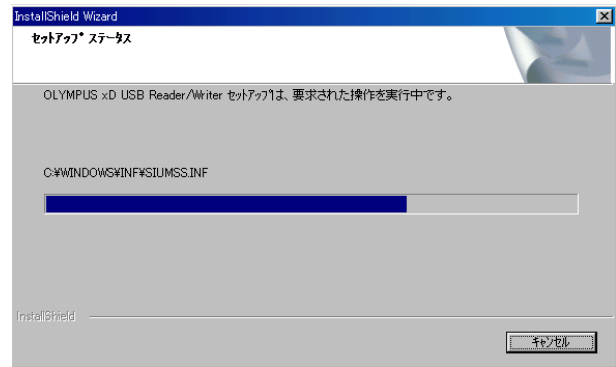 InstallShield Wizard
ｾｯﾄｱｯﾌﾟ ｽﾃｰﾀｽ
OLYMPUS xD USB Reader/Writer ｾｯﾄｱｯﾌﾟは、要求された操作を実行中です。
C:¥WINDOWS¥INF¥SIUMSS.INF
InstallShield
ｷｬﾝｾﾙ